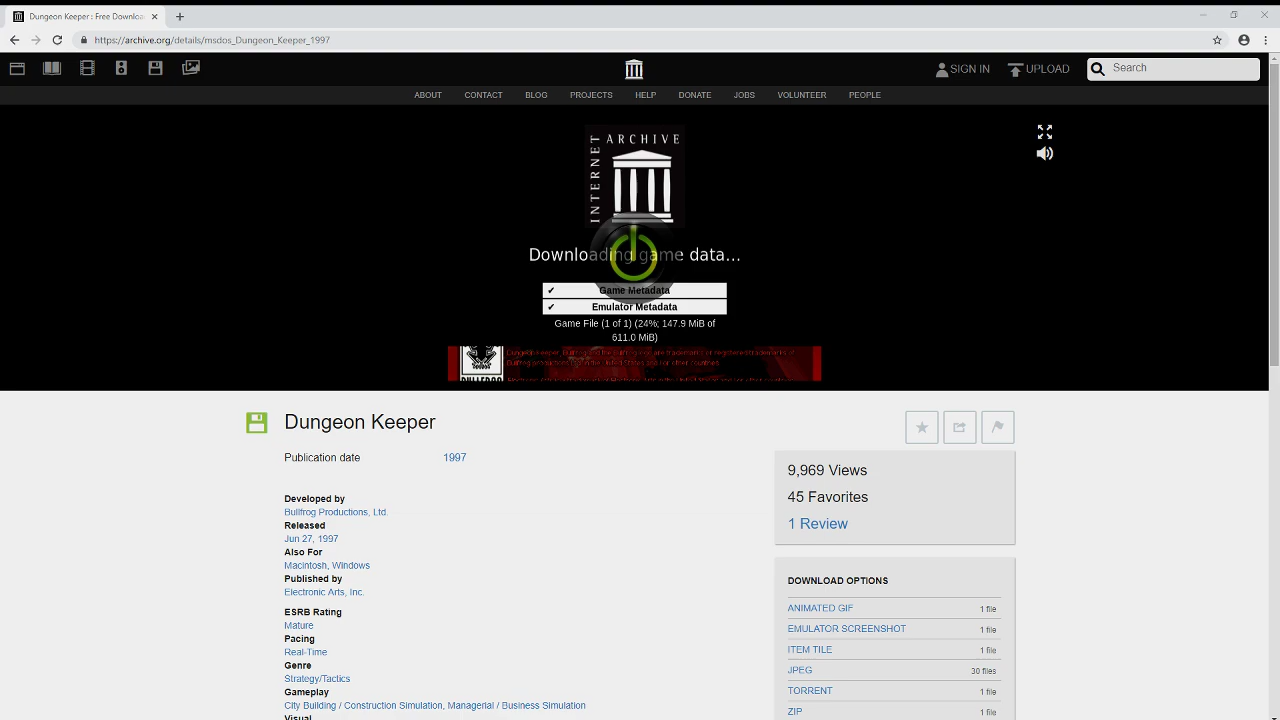 Dungeon Keeper : Free Downloa
https://archive.org/details/msdos_Dungeon_Keeper_1997
SIGN IN
UPLOAD
Search
ABOUT
CONTACT
BLOG
PROJECTS
HELP
DONATE
JOBS
VOLUNTEER
PEOPLE
INTERNET
ARCHIVE
Downloading game data...
✔ Game Metadata
✔ Emulator Metadata
Game File (1 of 1) (24%; 147.9 MiB of
611.0 MiB)
Dungeon Keeper
Publication date 1997
9,969 Views
45 Favorites
1 Review
Developed by
Bullfrog Productions, Ltd.
Released
Jun 27, 1997
Also For
Macintosh, Windows
Published by
Electronic Arts, Inc.
ESRB Rating
Mature
Pacing
Real-Time
Genre
Strategy/Tactics
Gameplay
City Building / Construction Simulation, Managerial / Business Simulation
Visual
DOWNLOAD OPTIONS
ANIMATED GIF 1 file
EMULATOR SCREENSHOT 1 file
ITEM TILE 1 file
JPEG 30 files
TORRENT 1 file
ZIP 1 file